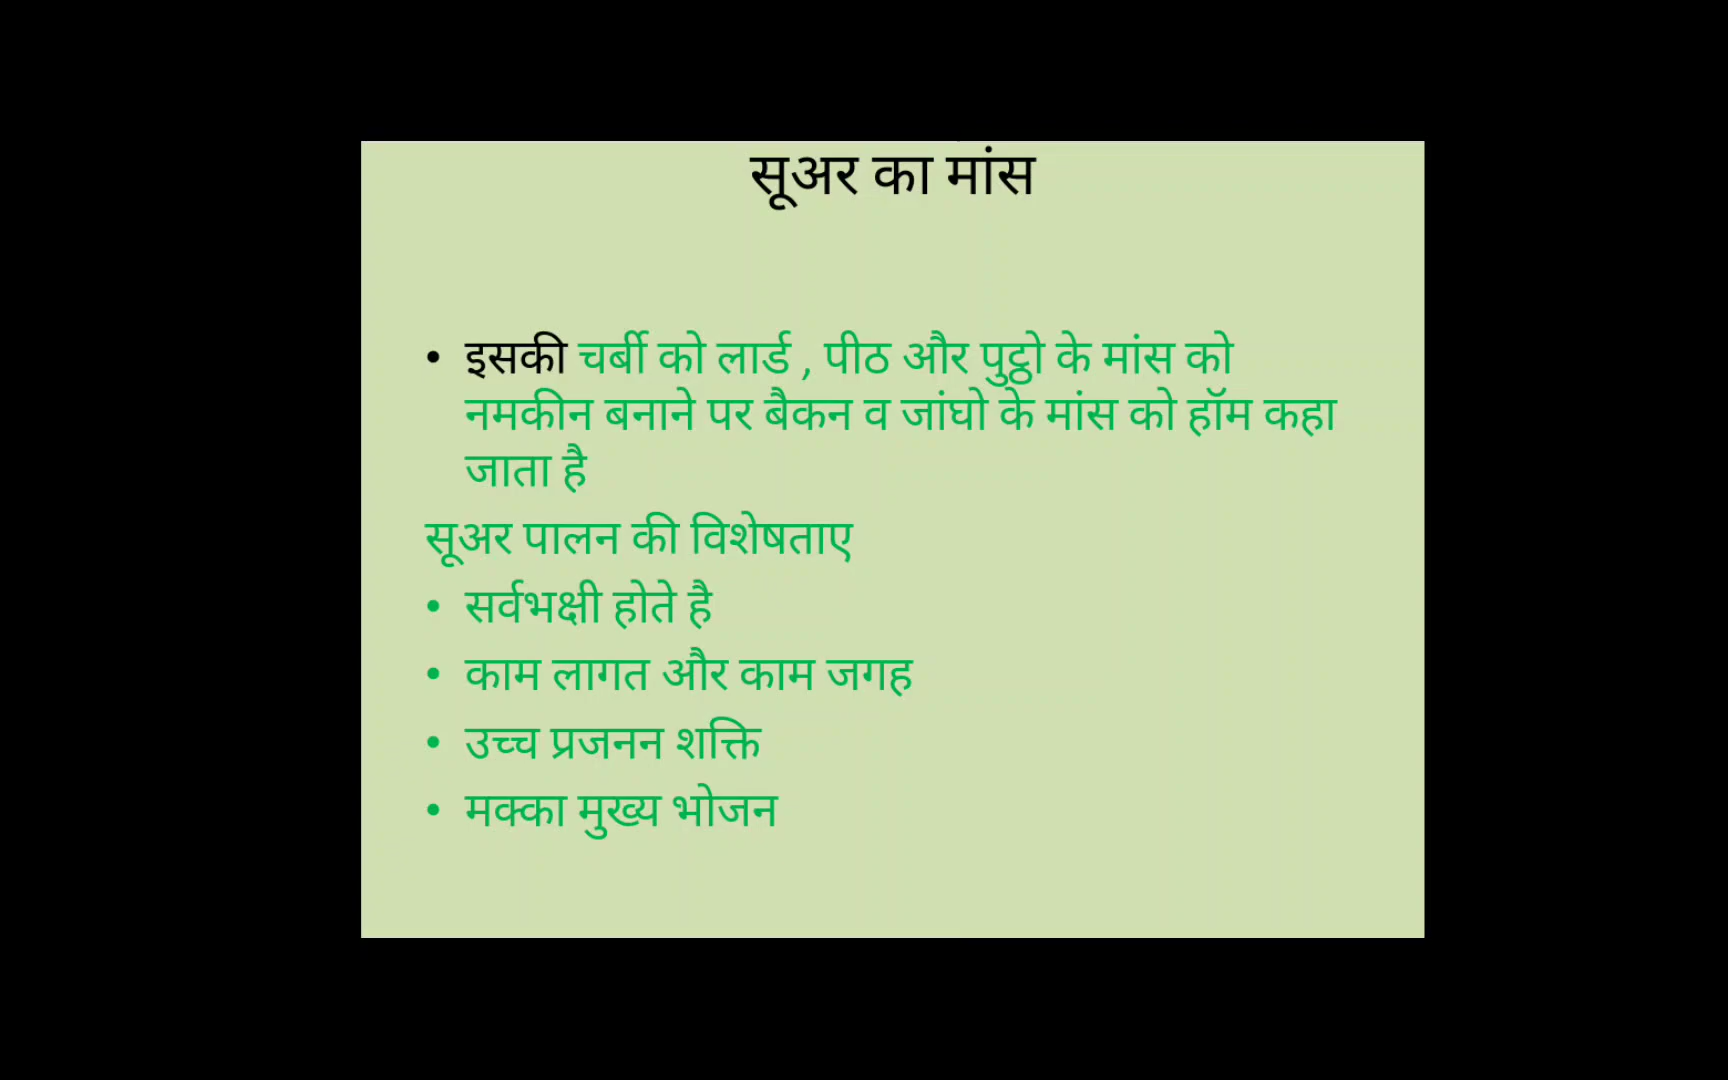 सूअर का मांस
• इसकी चर्बी को लार्ड , पीठ और पुट्ठो के मांस को
नमकीन बनाने पर बैकन व जांघो के मांस को हॉम कहा
जाता है
सूअर पालन की विशेषताए
• सर्वभक्षी होते है
• काम लागत और काम जगह
• उच्च प्रजनन शक्ति
• मक्का मुख्य भोजन